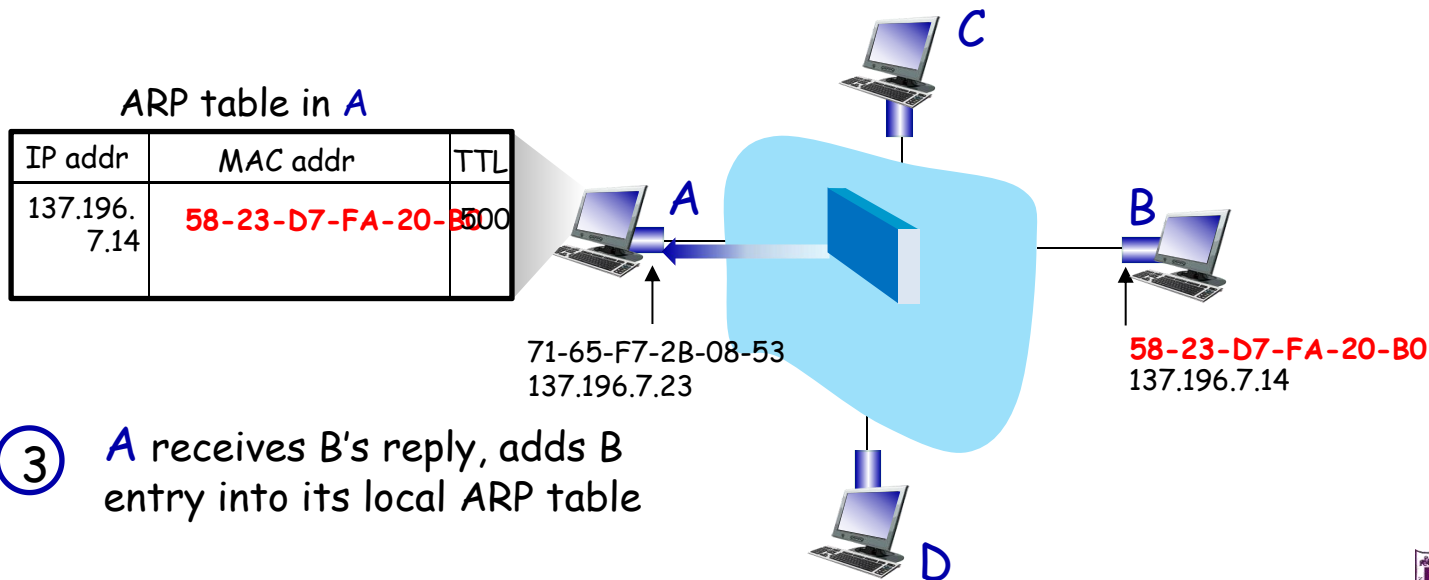 C
ARP table in A
IP addr MAC addr TTL
137.196.
7.14
58-23-D7-FA-20-B0
500
A
B
71-65-F7-2B-08-53
137.196.7.23
58-23-D7-FA-20-B0
137.196.7.14
3
A receives B's reply, adds B
entry into its local ARP table
D